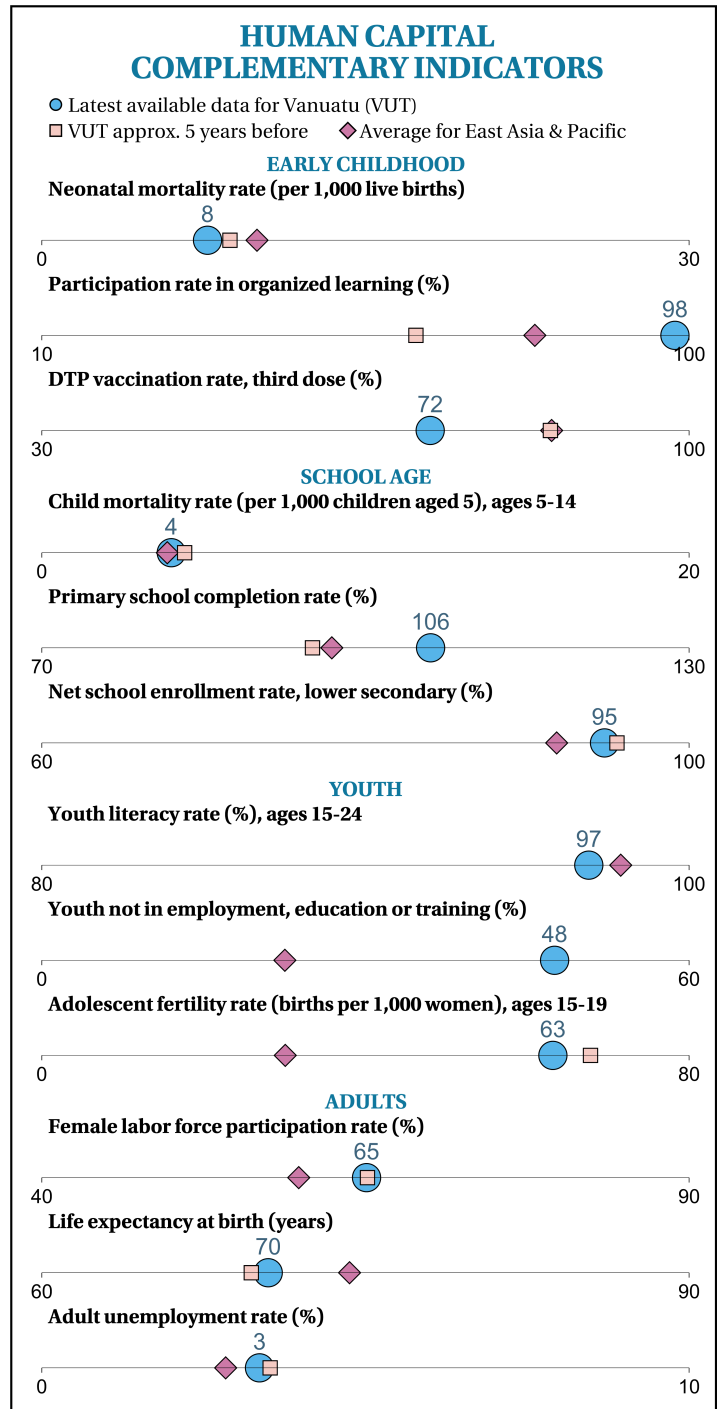 HUMAN CAPITAL
COMPLEMENTARY INDICATORS
Latest available data for Vanuatu (VUT)
VUT approx. 5 years before Average for East Asia & Pacific
EARLY CHILDHOOD
Neonatal mortality rate (per 1,000 live births)
8
0 30
Participation rate in organized learning (%)
98
10 100
DTP vaccination rate, third dose (%)
72
30 100
SCHOOL AGE
Child mortality rate (per 1,000 children aged 5), ages 5-14
4
0 20
Primary school completion rate (%)
106
70 130
Net school enrollment rate, lower secondary (%)
95
60 100
YOUTH
Youth literacy rate (%), ages 15-24
97
80 100
Youth not in employment, education or training (%)
48
0 60
Adolescent fertility rate (births per 1,000 women), ages 15-19
63
0 80
ADULTS
Female labor force participation rate (%)
65
40 90
Life expectancy at birth (years)
70
60 90
Adult unemployment rate (%)
3
0 10